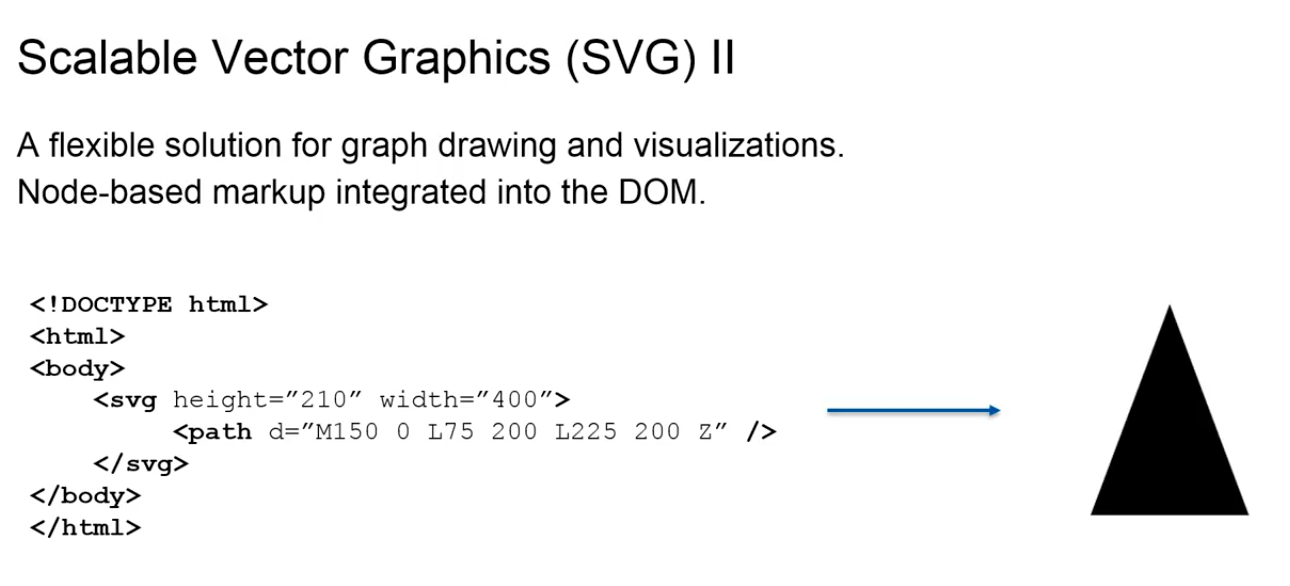 Scalable Vector Graphics (SVG) II
A flexible solution for graph drawing and visualizations.
Node-based markup integrated into the DOM.
<!DOCTYPE html>
<html>
<body>
<svg height=”210” width=”400”>
<path d=”M150 0 L75 200 L225 200 Z” />
</svg>
</body>
</html>